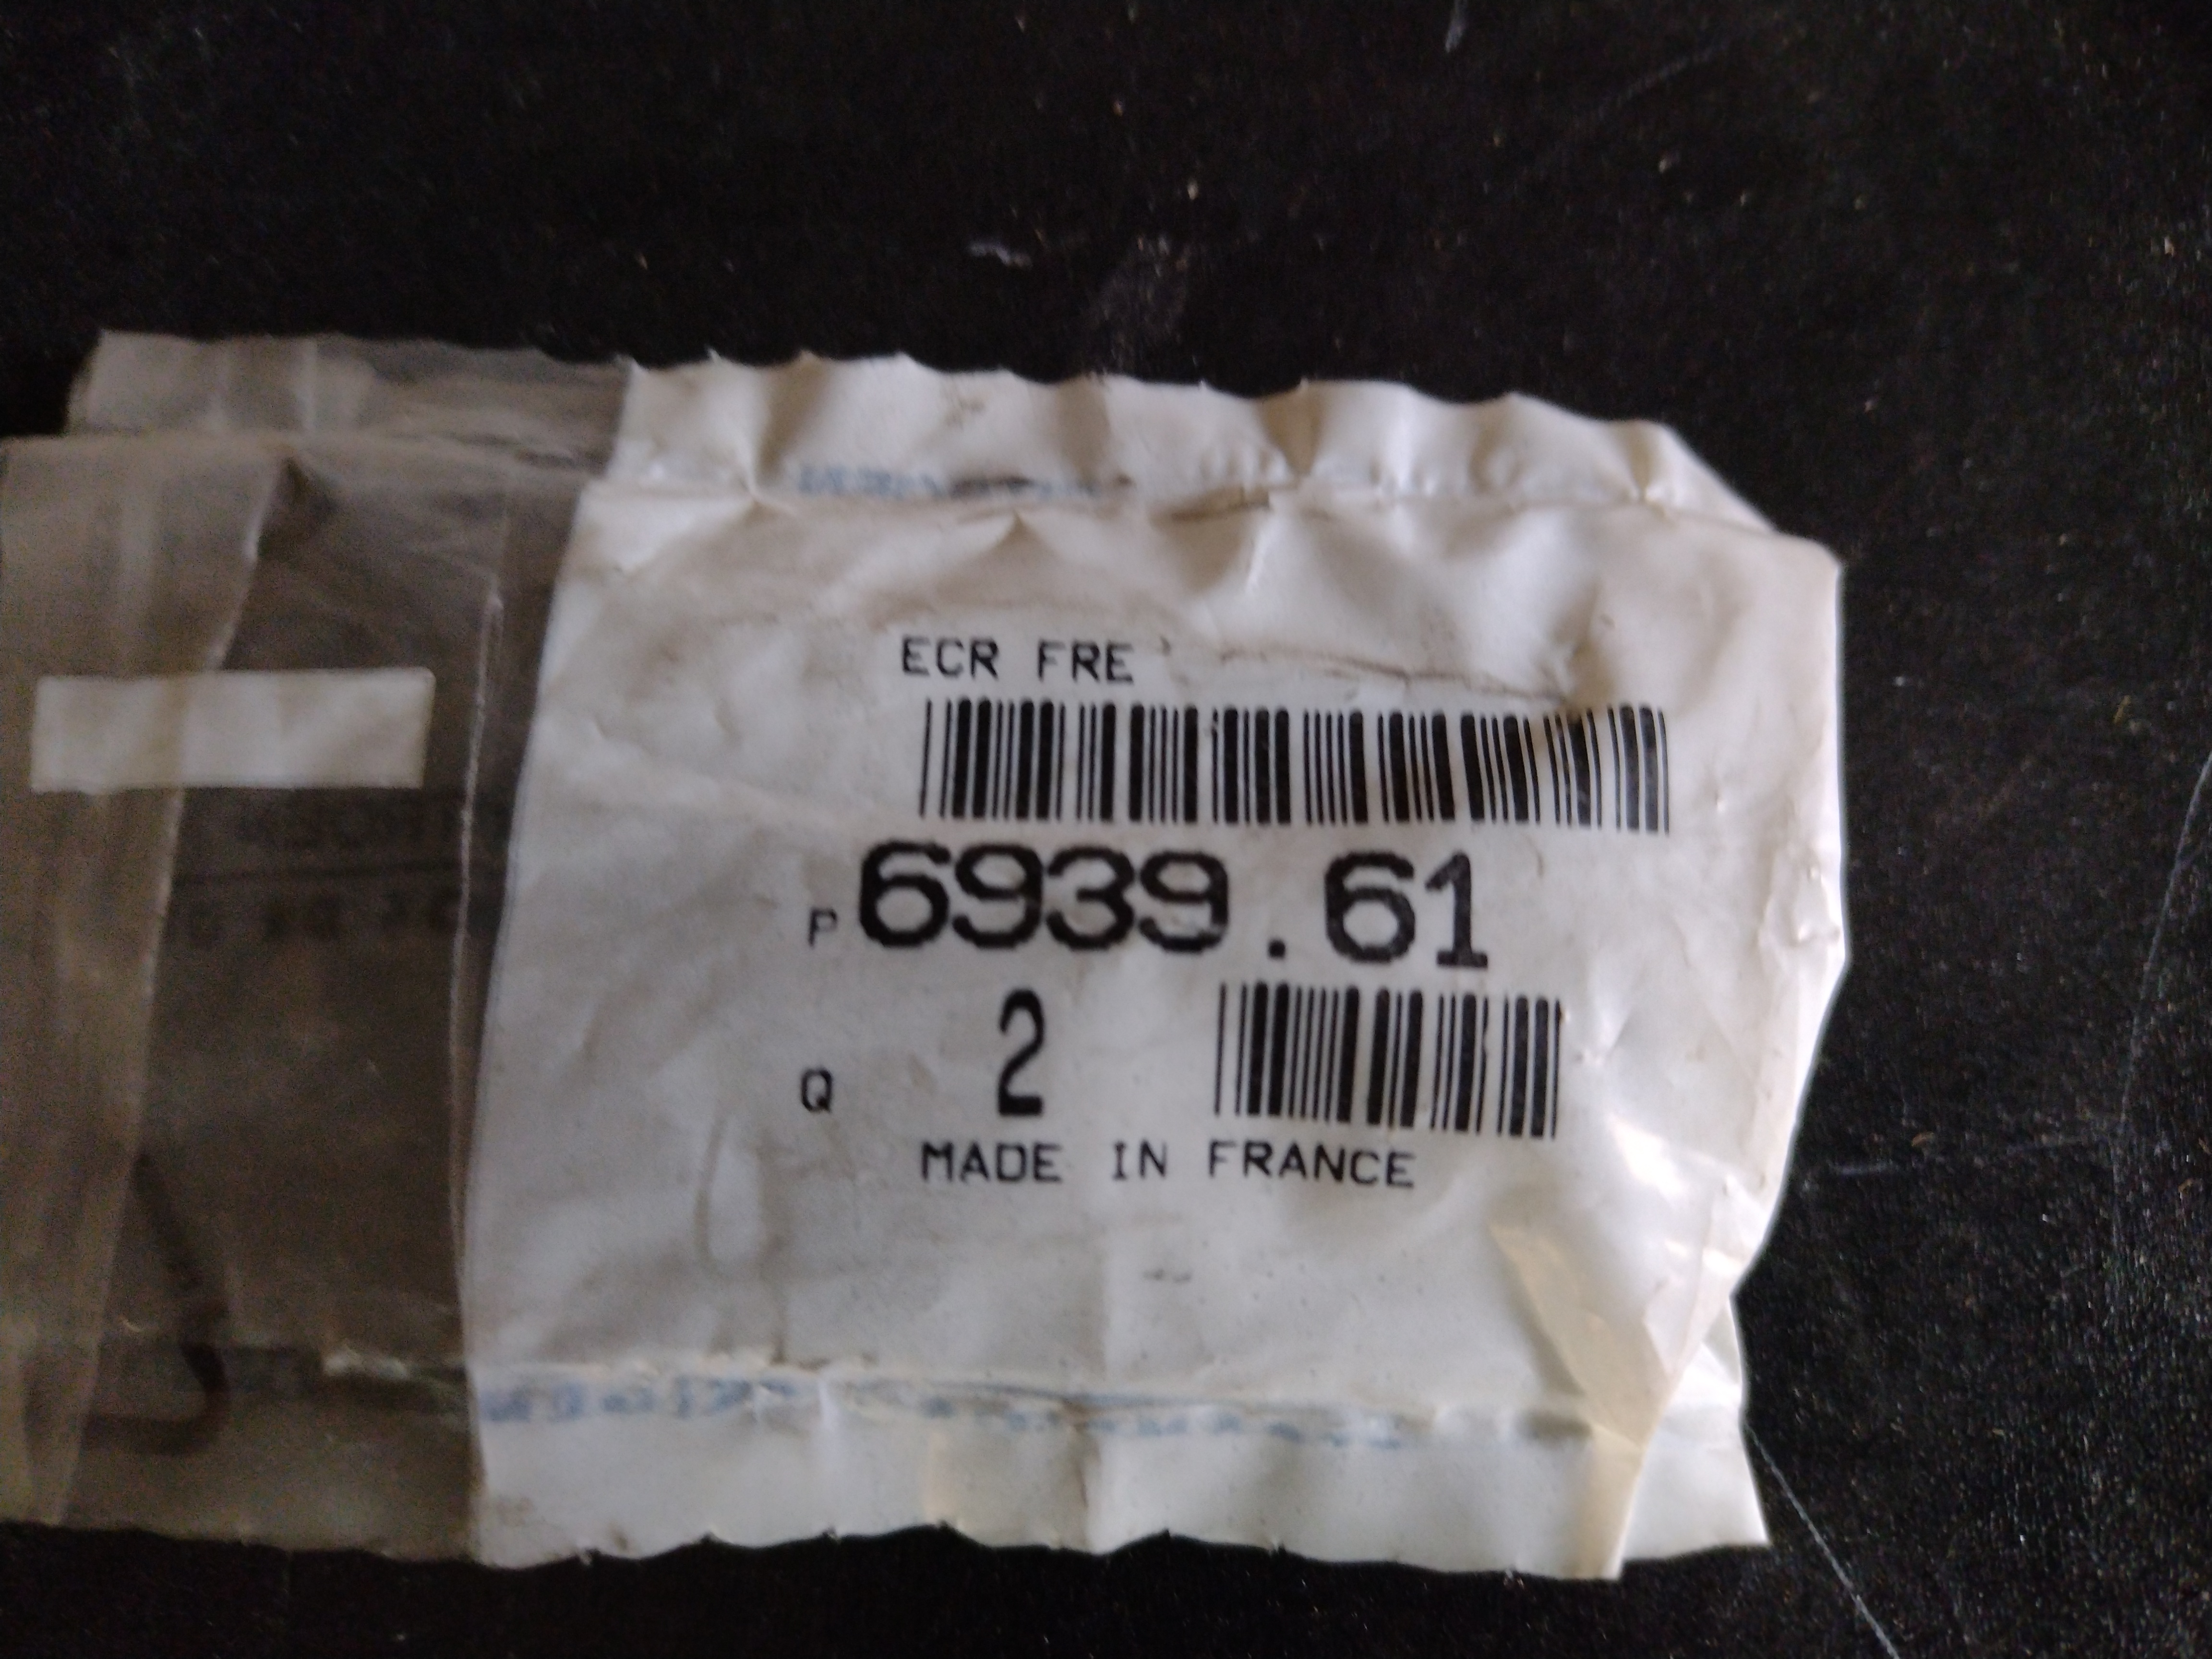 ECR FRE
P 6939.61
Q 2
MADE IN FRANCE